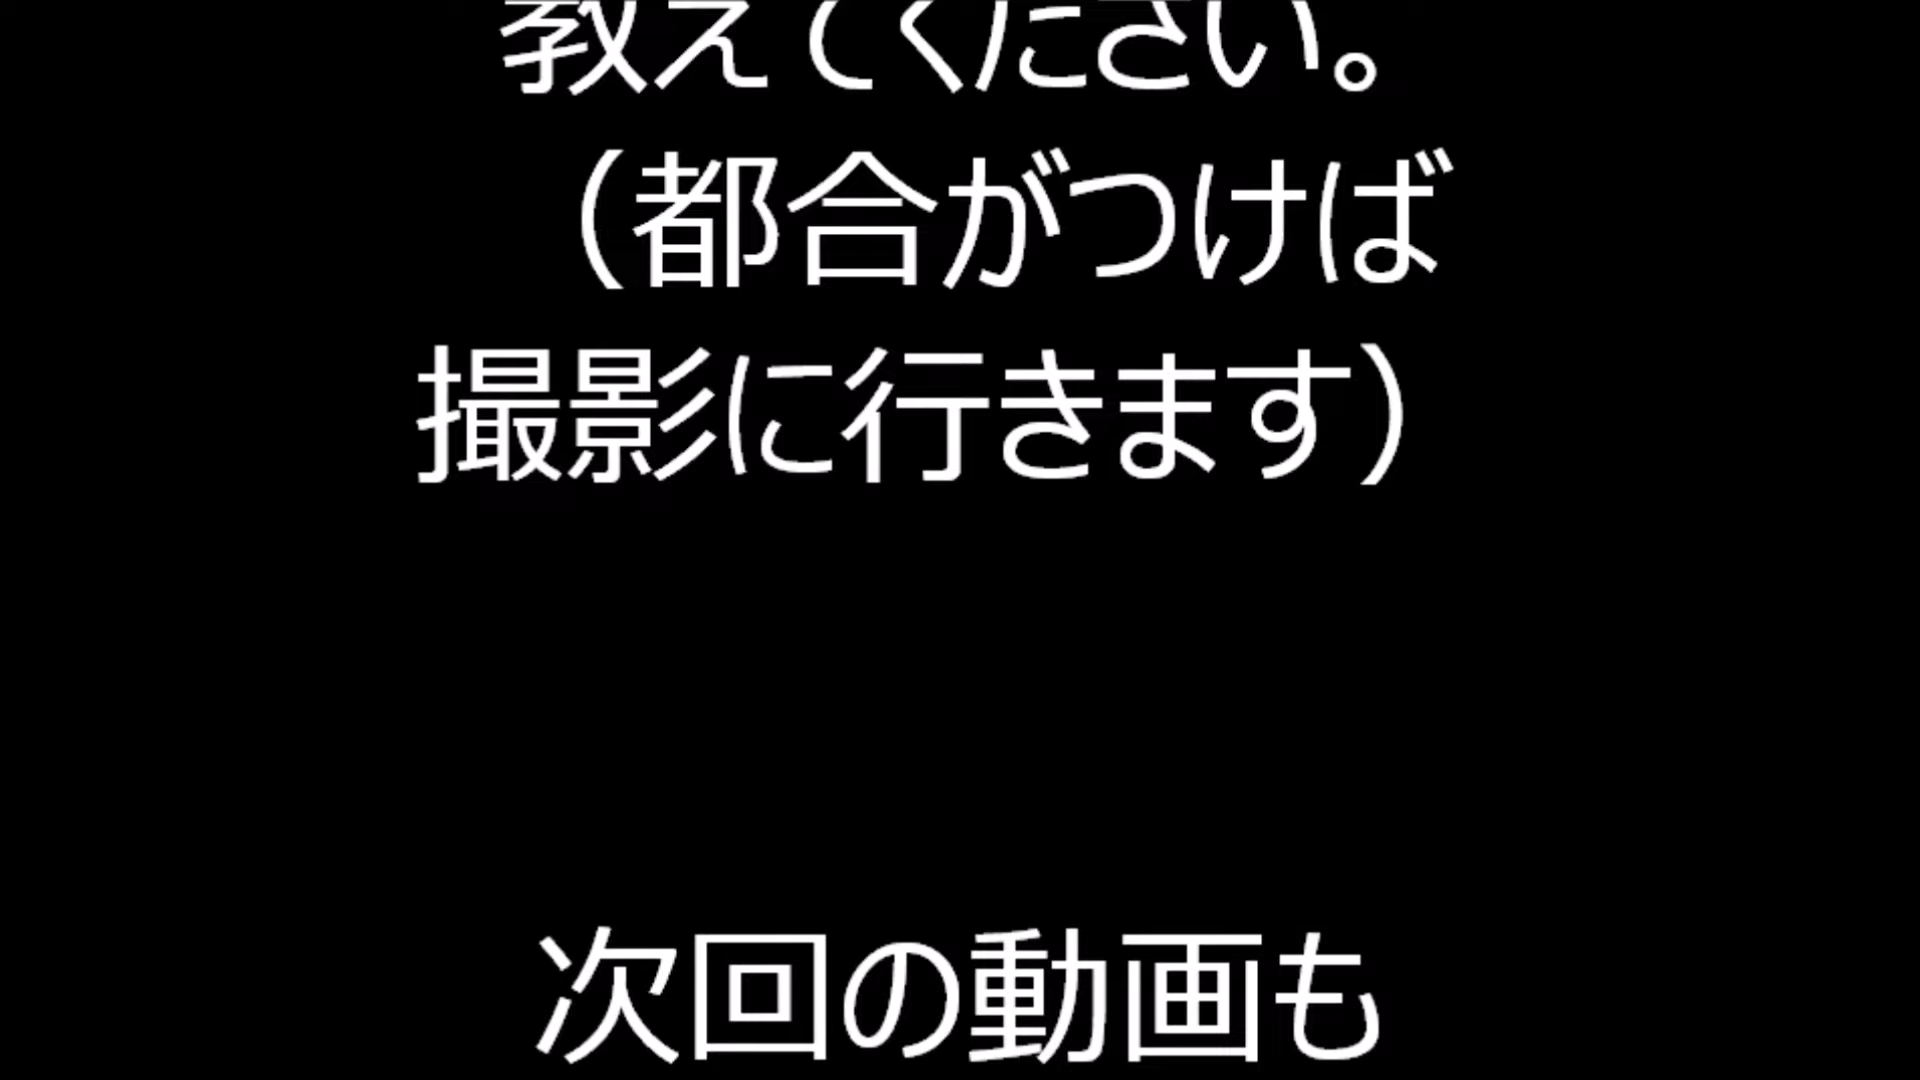 教えてください。
（都合がつけば
撮影に行きます）
次回の動画も